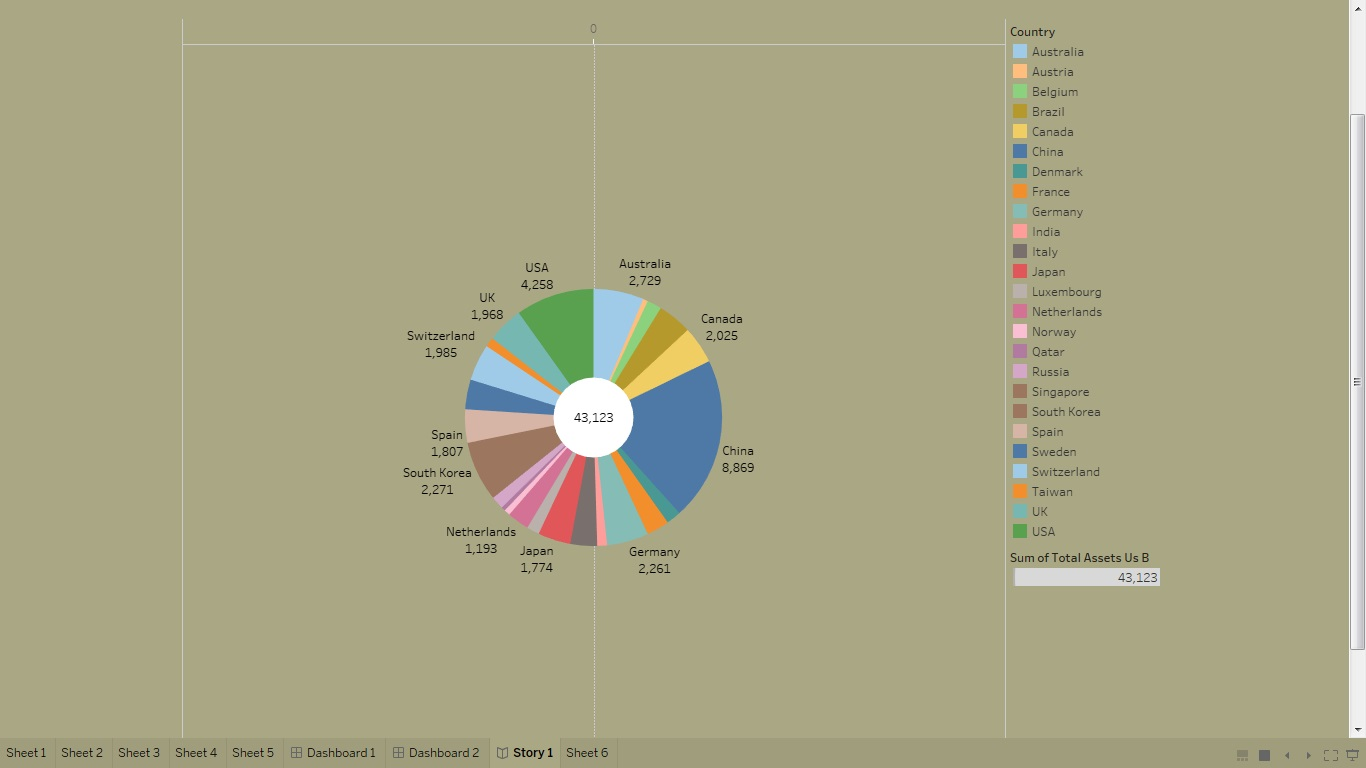 0
USA
4,258
Australia
2,729
UK
1,968
Canada
2,025
Switzerland
1,985
43,123
Spain
1,807
China
8,869
South Korea
2,271
Netherlands
1,193
Japan
1,774
Germany
2,261
Country
Australia
Austria
Belgium
Brazil
Canada
China
Denmark
France
Germany
India
Italy
Japan
Luxembourg
Netherlands
Norway
Qatar
Russia
Singapore
South Korea
Spain
Sweden
Switzerland
Taiwan
UK
USA
Sum of Total Assets Us B
43,123
Sheet 1 Sheet 2 Sheet 3 Sheet 4 Sheet 5 Dashboard 1 Dashboard 2 Story 1 Sheet 6